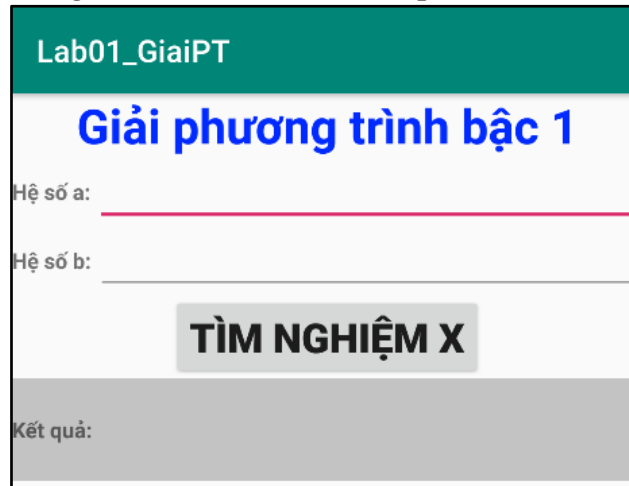 Lab01_GiaiPT
Giải phương trình bậc 1
Hệ số a:
Hệ số b:
TÌM NGHIỆM X
Kết quả: